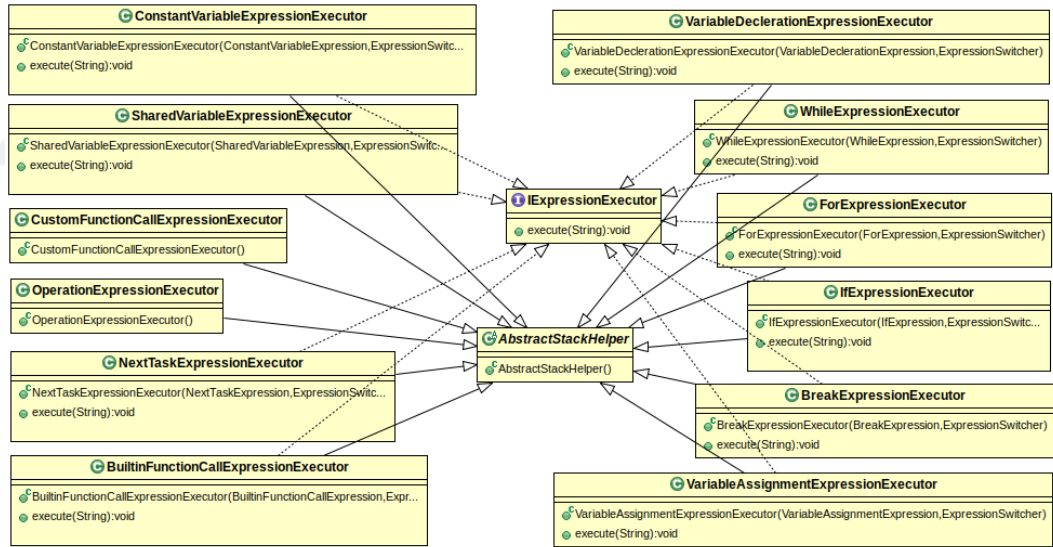 ConstantVariableExpressionExecutor
ConstantVariableExpressionExecutor(ConstantVariableExpression,ExpressionSwitc...
execute(String):void
SharedVariableExpressionExecutor
SharedVariableExpressionExecutor(SharedVariableExpression,ExpressionSwitc...
execute(String):void
CustomFunctionCallExpressionExecutor
CustomFunctionCallExpressionExecutor()
OperationExpressionExecutor
OperationExpressionExecutor()
NextTaskExpressionExecutor
NextTaskExpressionExecutor(NextTaskExpression,ExpressionSwitc...
execute(String):void
BuiltinFunctionCallExpressionExecutor
BuiltinFunctionCallExpressionExecutor(BuiltinFunctionCallExpression,Expr...
execute(String):void
IExpressionExecutor
execute(String):void
AbstractStackHelper
AbstractStackHelper()
VariableDeclerationExpressionExecutor
VariableDeclerationExpressionExecutor(VariableDeclerationExpression,ExpressionSwitcher)
execute(String):void
WhileExpressionExecutor
WhileExpressionExecutor(WhileExpression,ExpressionSwitcher)
execute(String):void
ForExpressionExecutor
ForExpressionExecutor(ForExpression,ExpressionSwitcher)
execute(String):void
IfExpressionExecutor
IfExpressionExecutor(IfExpression,ExpressionSwitc...
execute(String):void
BreakExpressionExecutor
BreakExpressionExecutor(BreakExpression,ExpressionSwitcher)
execute(String):void
VariableAssignmentExpressionExecutor
VariableAssignmentExpressionExecutor(VariableAssignmentExpression,ExpressionSwitcher)
execute(String):void